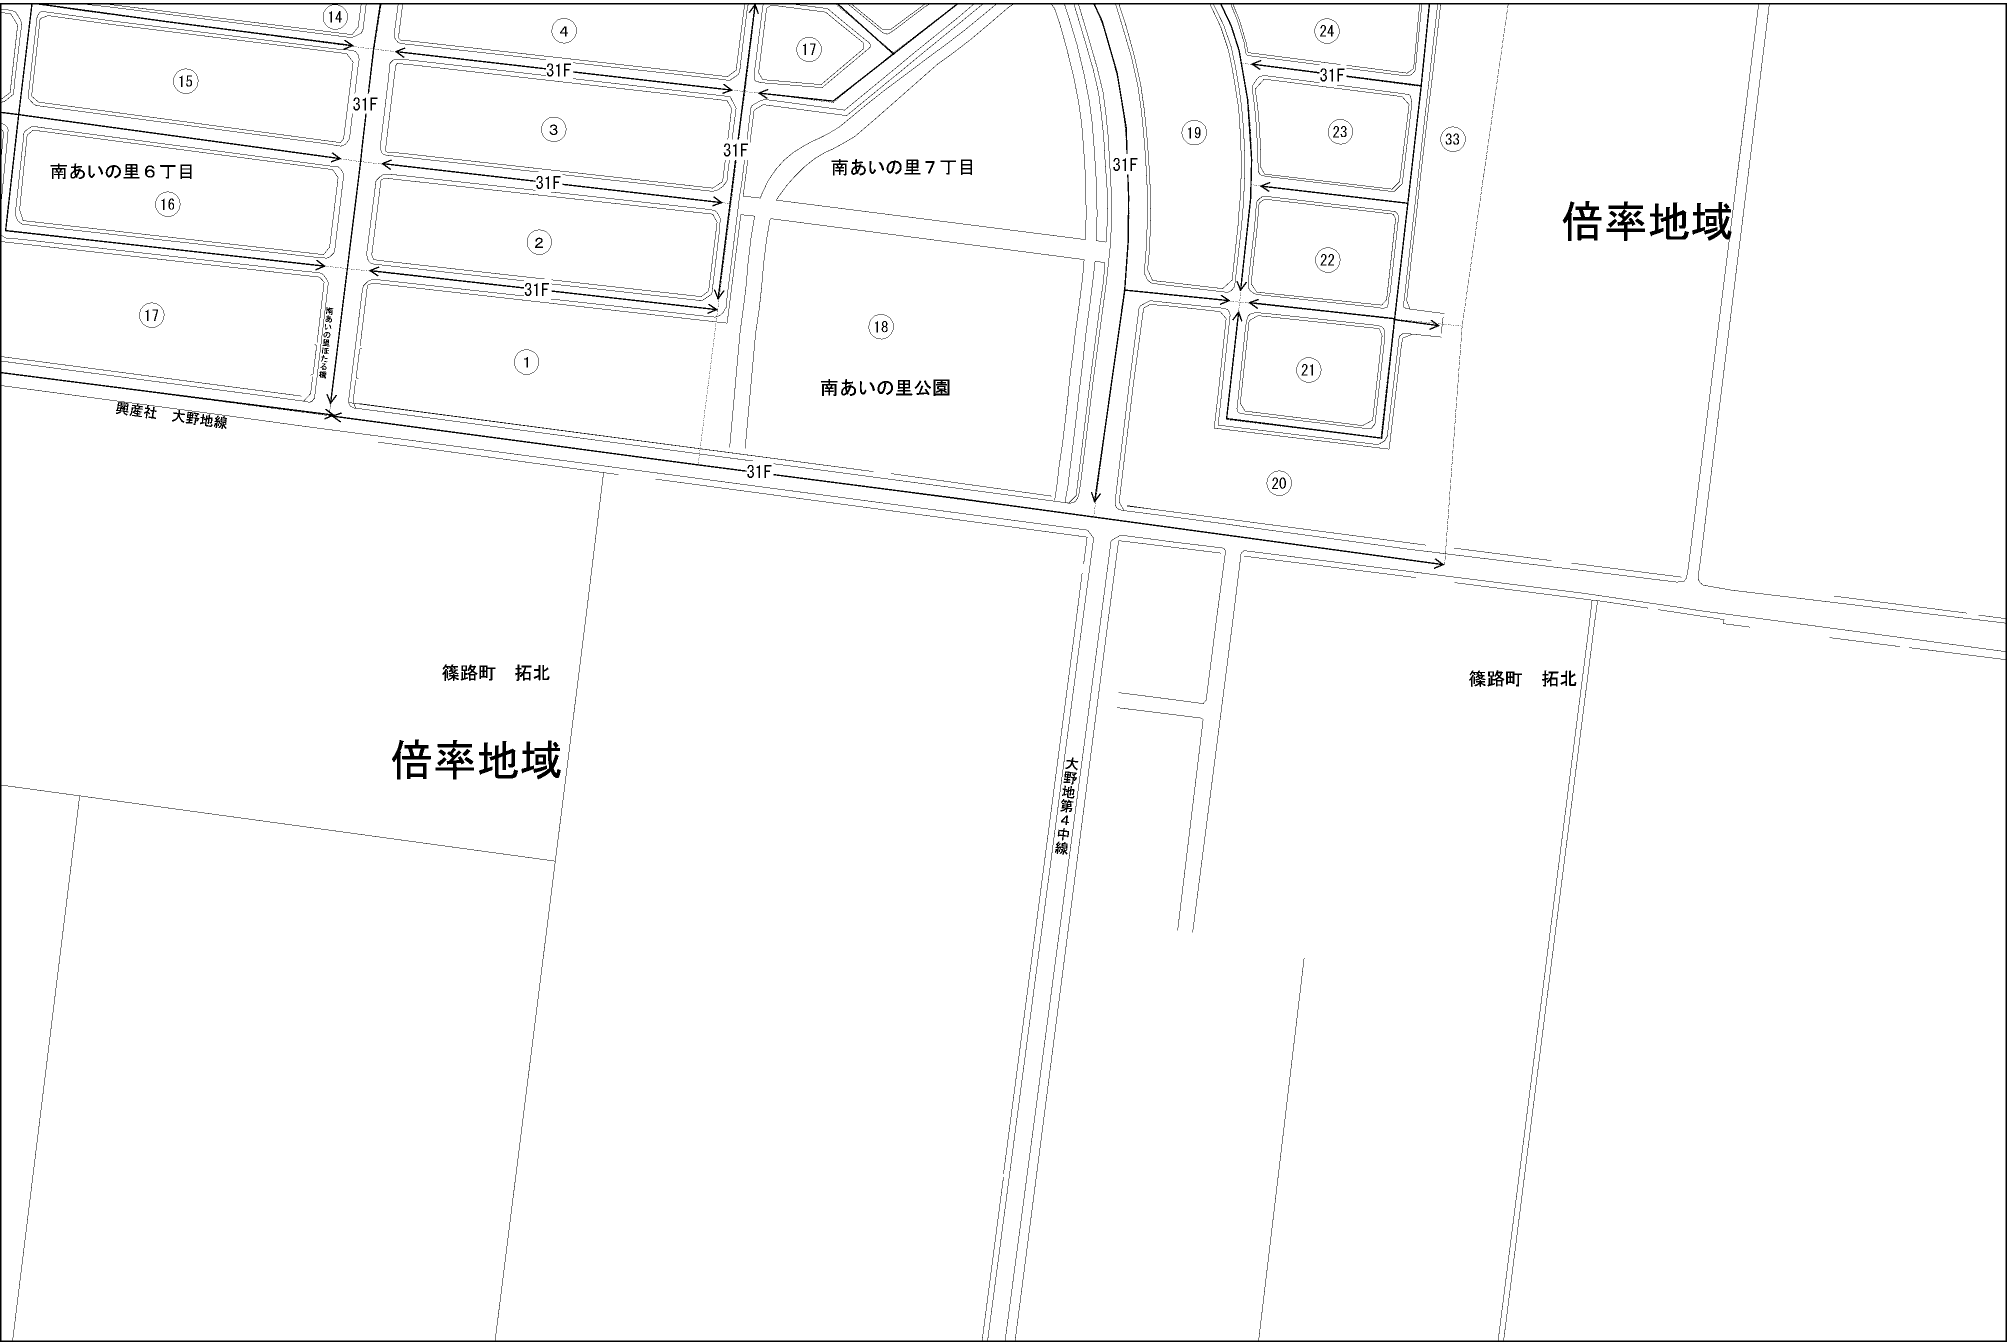 14
4
17
24
15
31F
31F
31F
3
31F
19
23
33
南あいの里6丁目
16
31F
南あいの里7丁目
31F
倍率地域
2
22
31F
17
南あいの里ほたる橋
1
18
21
南あいの里公園
興産社　大野地線
31F
20
篠路町　拓北
篠路町　拓北
倍率地域
大野地第4中線